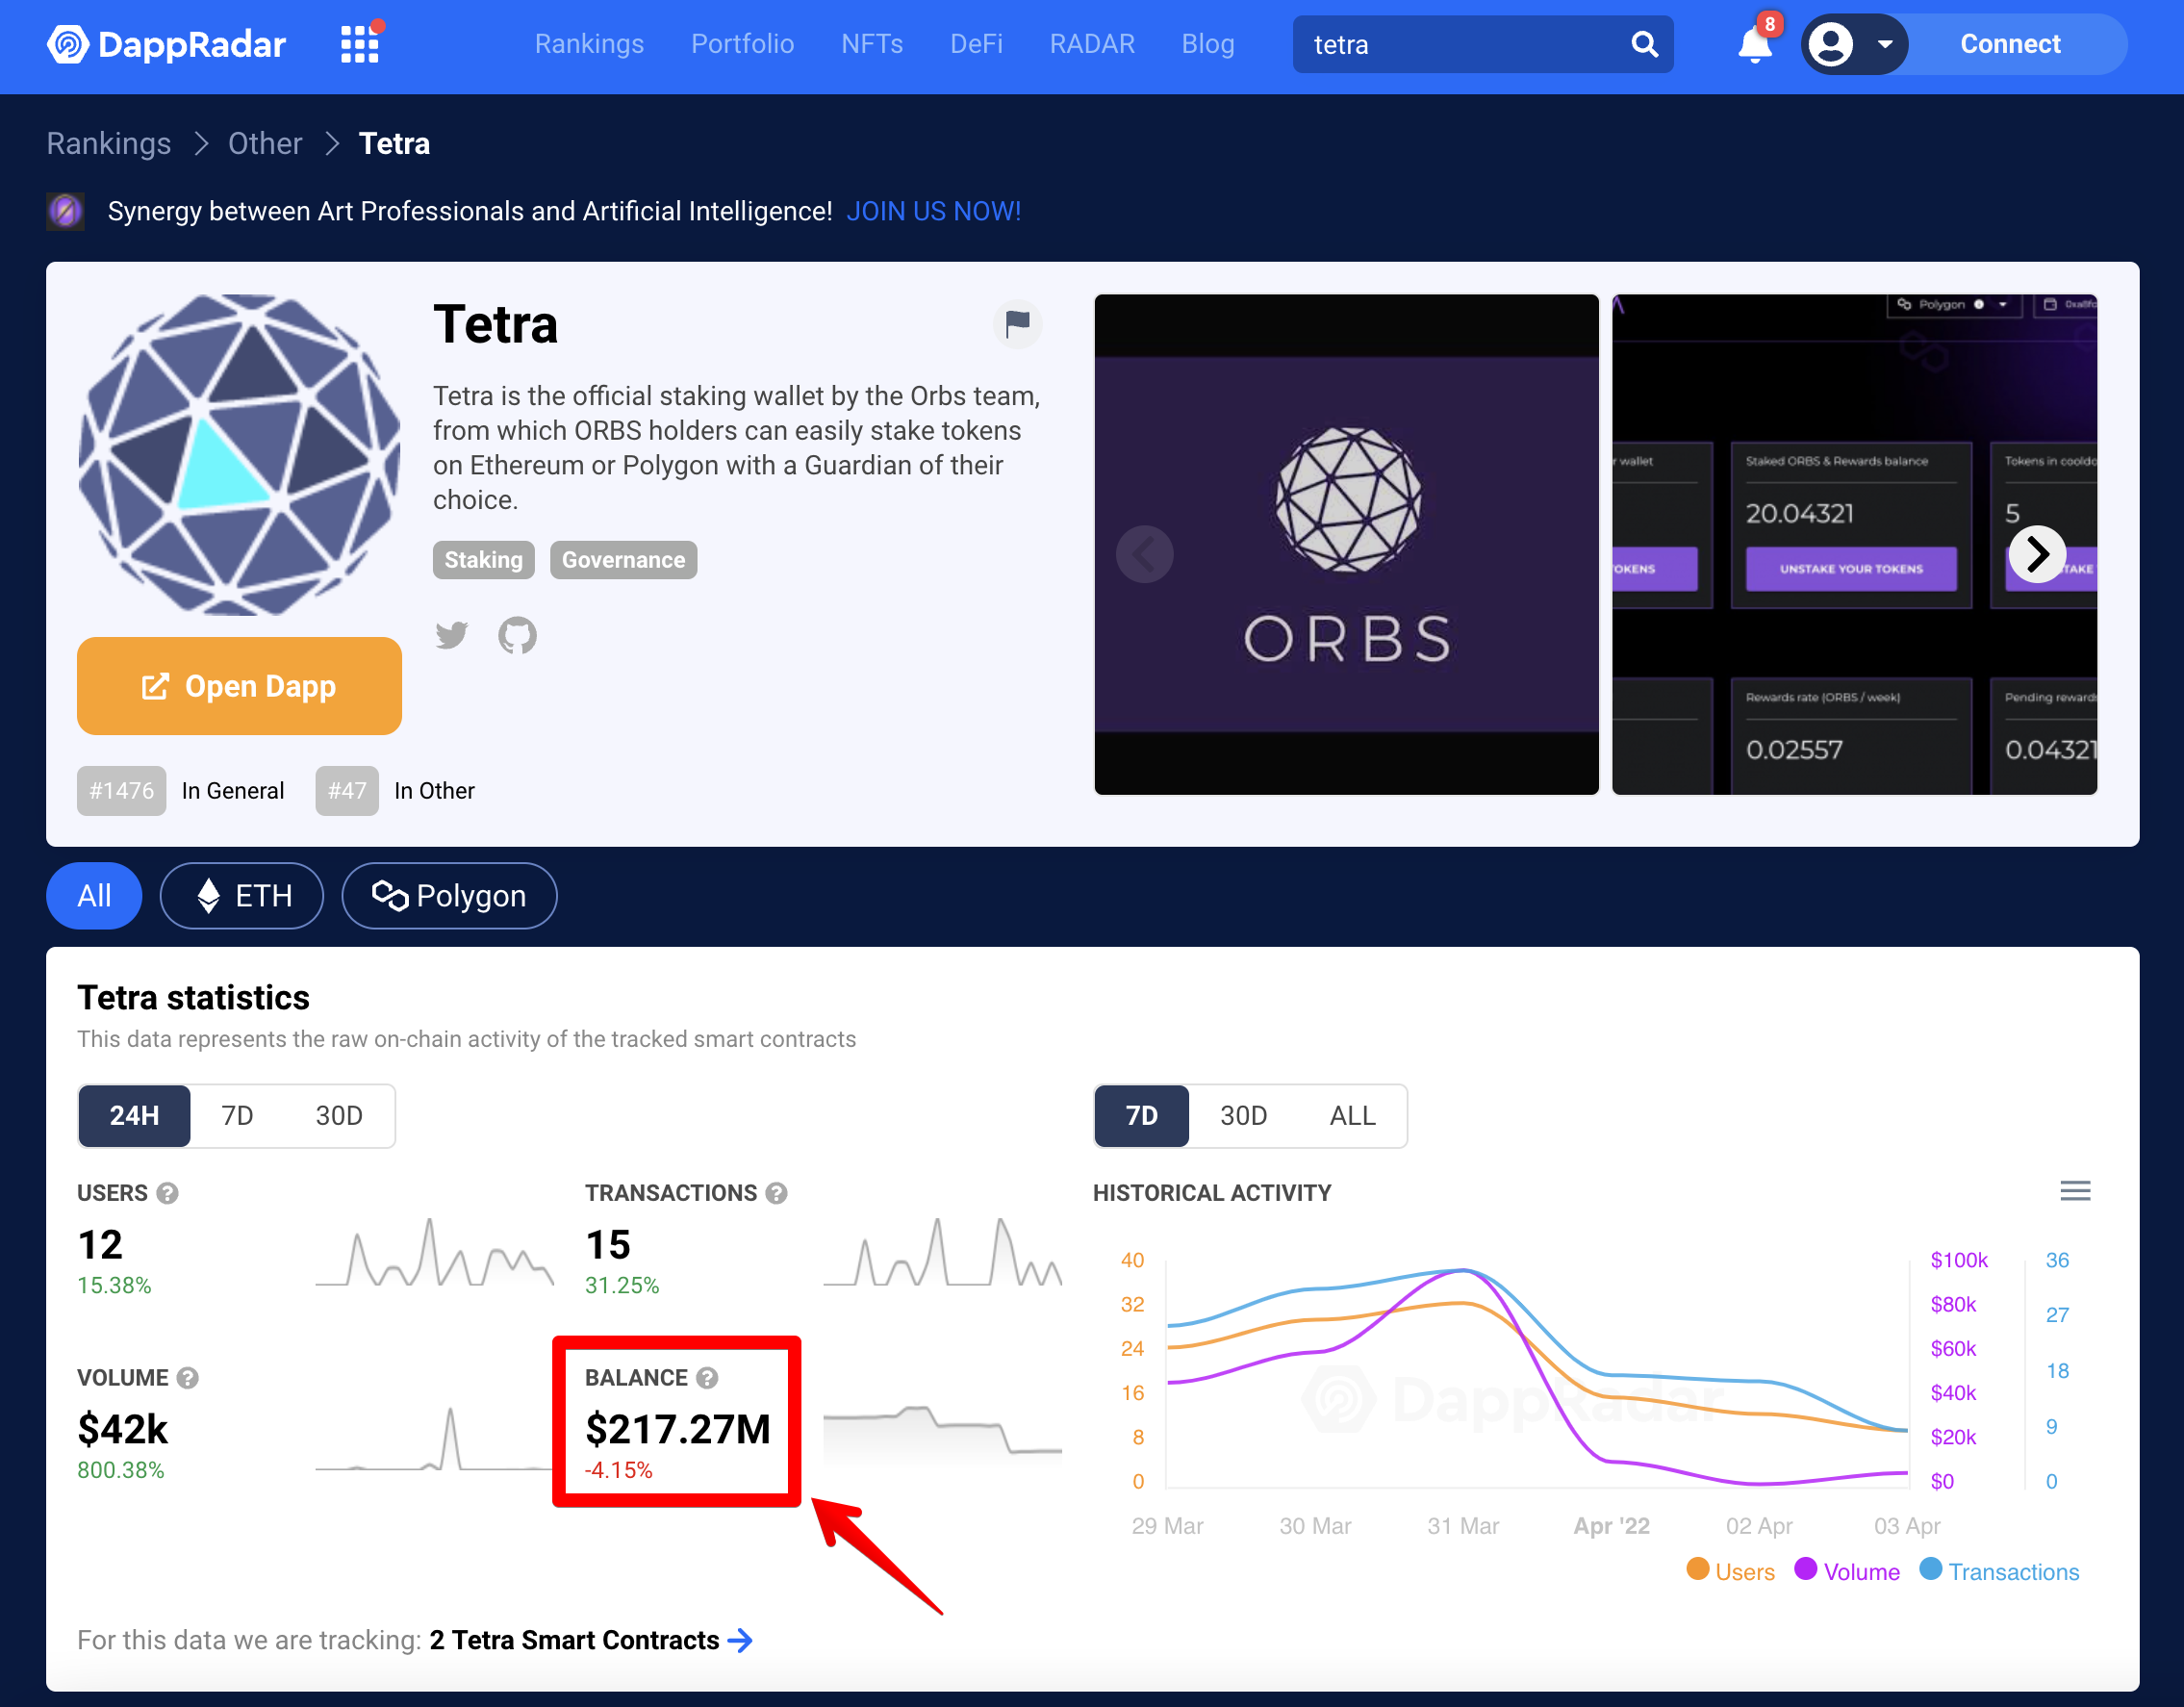 DappRadar
Rankings Portfolio NFTs DeFi RADAR Blog
tetra
8
Connect
Rankings > Other > Tetra
Synergy between Art Professionals and Artificial Intelligence! JOIN US NOW!
Tetra
Tetra is the official staking wallet by the Orbs team,
from which ORBS holders can easily stake tokens
on Ethereum or Polygon with a Guardian of their
choice.
Staking Governance
Open Dapp
#1476 In General #47 In Other
ORBS
Polygon
wallet
Staked ORBS & Rewards balance
Tokens in
20.04321
5
UNSTAKE YOUR TOKENS
Rewards rate (ORBS / week)
Pending
0.02557
0.04321
All ETH Polygon
Tetra statistics
This data represents the raw on-chain activity of the tracked smart contracts
24H 7D 30D
USERS ?
12
15.38%
TRANSACTIONS ?
15
31.25%
VOLUME ?
$42k
800.38%
BALANCE ?
$217.27M
-4.15%
For this data we are tracking: 2 Tetra Smart Contracts →
7D 30D ALL
HISTORICAL ACTIVITY
40 $100k 36
32 $80k 27
24 $60k
16 $40k 18
8 $20k 9
0 $0 0
DappRadar
29 Mar 30 Mar 31 Mar Apr '22 02 Apr 03 Apr
Users Volume Transactions